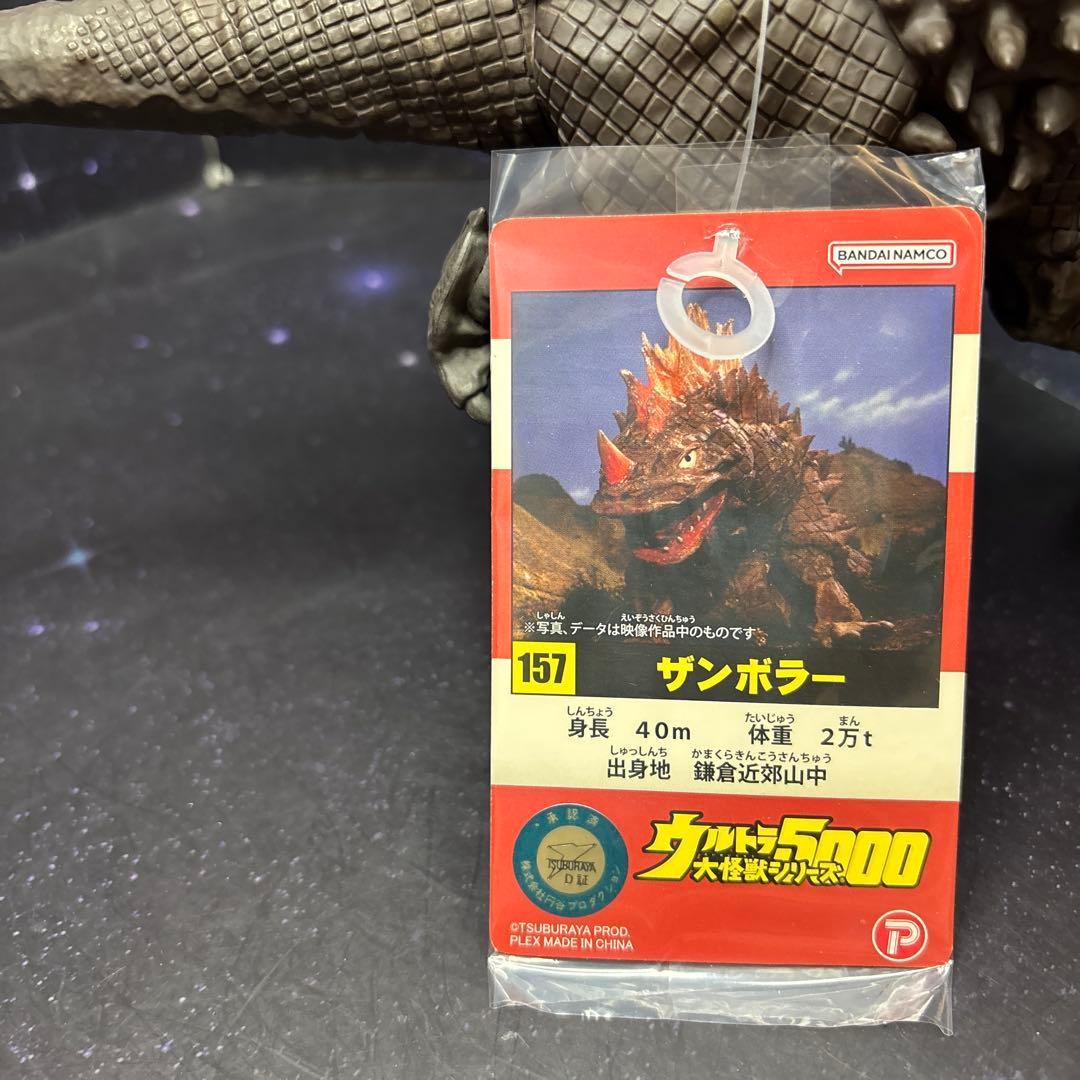 BANDAI NAMCO
しゃしん えいぞうさくひんちゅう
※写真、データは映像作品中のものです
157 ザンボラー
しんちょう たいじゅう まん
身長 40m 体重 2万t
しゅっしんち かまくらきんこうさんちゅう
出身地 鎌倉近郊山中
承認済
TSUBURAYA
D証
株式会社円谷プロダクション
ウルトラ
大怪獣シリーズ
5000
©TSUBURAYA PROD.
PLEX MADE IN CHINA
P